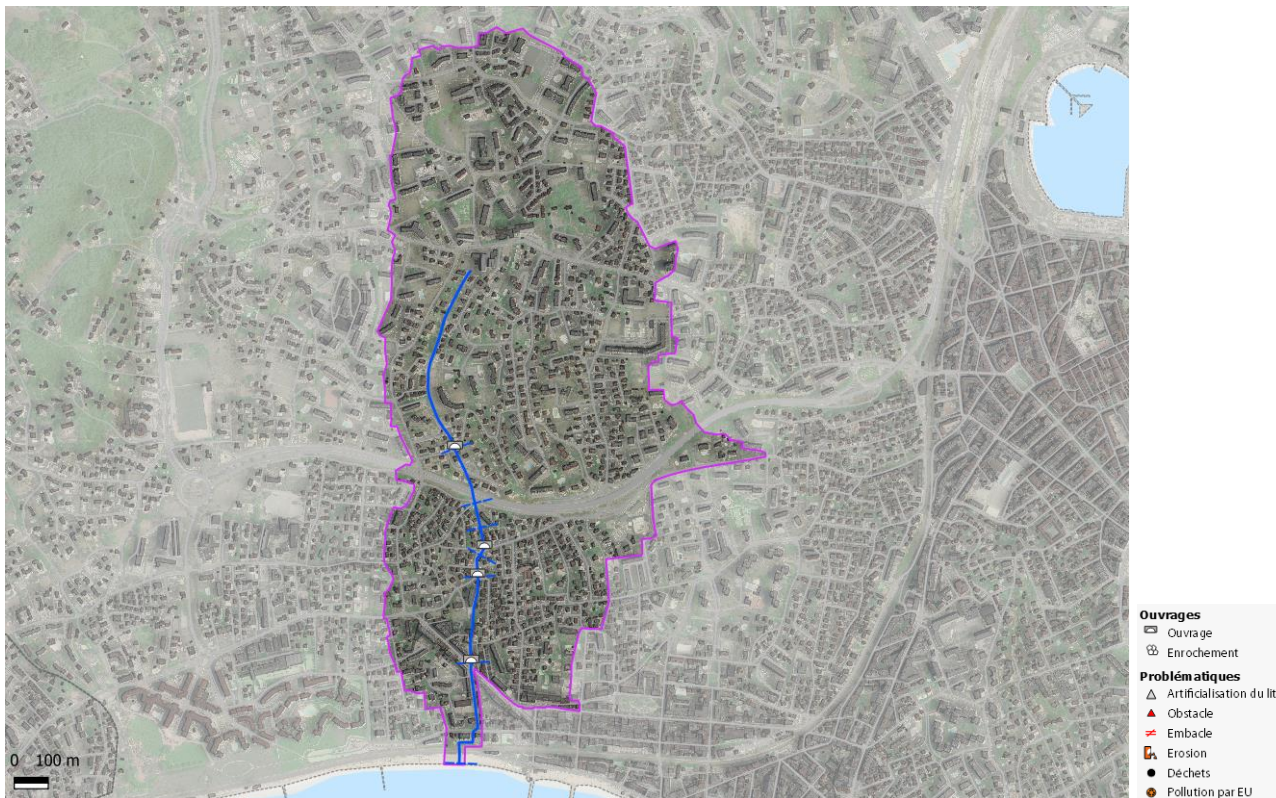 0 100 m
Ouvrages
Ouvrage
Enrochement
Problématiques
Artificialisation du lit
Obstacle
Embacle
Erosion
Déchets
Pollution par EU